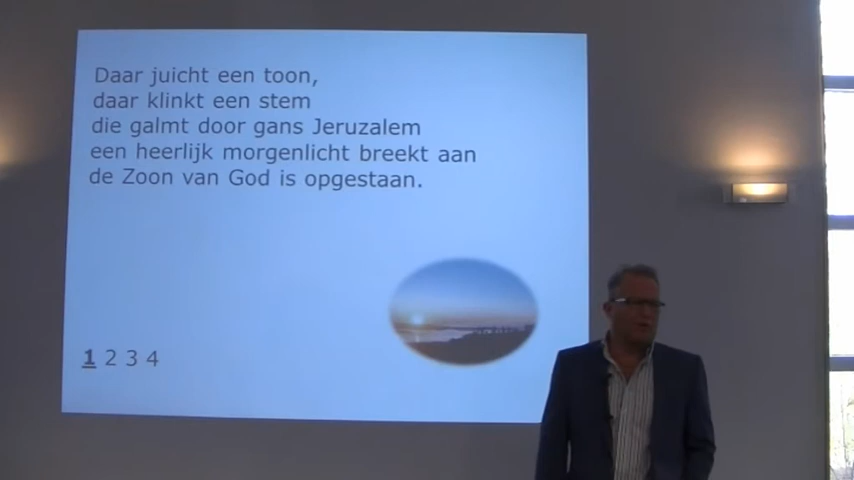 Daar juicht een toon,
daar klinkt een stem
die galmt door gans Jeruzalem
een heerlijk morgenlicht breekt aan
de Zoon van God is opgestaan.
1 2 3 4